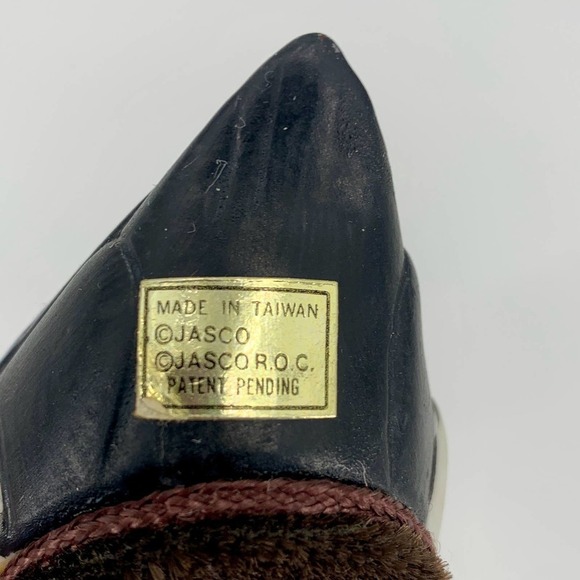 MADE IN TAIWAN
©JASCO
©JASCO R.O.C.
PATENT PENDING